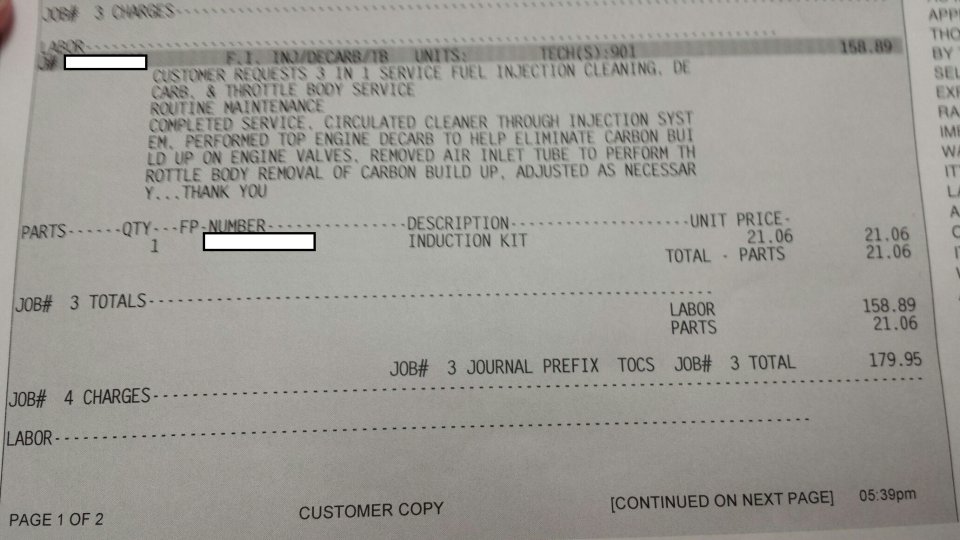 JOB# 3 CHARGES------------------------------------------------
LABOR------------------------------------------------
J# F.I. INJ/DECARB/TB UNITS: TECH(S):901 158.89
CUSTOMER REQUESTS 3 IN 1 SERVICE FUEL INJECTION CLEANING, DE
CARB, & THROTTLE BODY SERVICE
ROUTINE MAINTENANCE
COMPLETED SERVICE, CIRCULATED CLEANER THROUGH INJECTION SYST
EM, PERFORMED TOP ENGINE DECARB TO HELP ELIMINATE CARBON BUI
LD UP ON ENGINE VALVES, REMOVED AIR INLET TUBE TO PERFORM TH
ROTTLE BODY REMOVAL OF CARBON BUILD UP, ADJUSTED AS NECESSAR
Y...THANK YOU
PARTS------QTY---FP-NUMBER---------------DESCRIPTION--------------------UNIT PRICE-
1 INDUCTION KIT 21.06 21.06
TOTAL - PARTS 21.06
JOB# 3 TOTALS------------------------------------------------
LABOR 158.89
PARTS 21.06
JOB# 3 JOURNAL PREFIX TOCS JOB# 3 TOTAL 179.95
JOB# 4 CHARGES------------------------------------------------
LABOR------------------------------------------------
PAGE 1 OF 2 CUSTOMER COPY [CONTINUED ON NEXT PAGE] 05:39pm